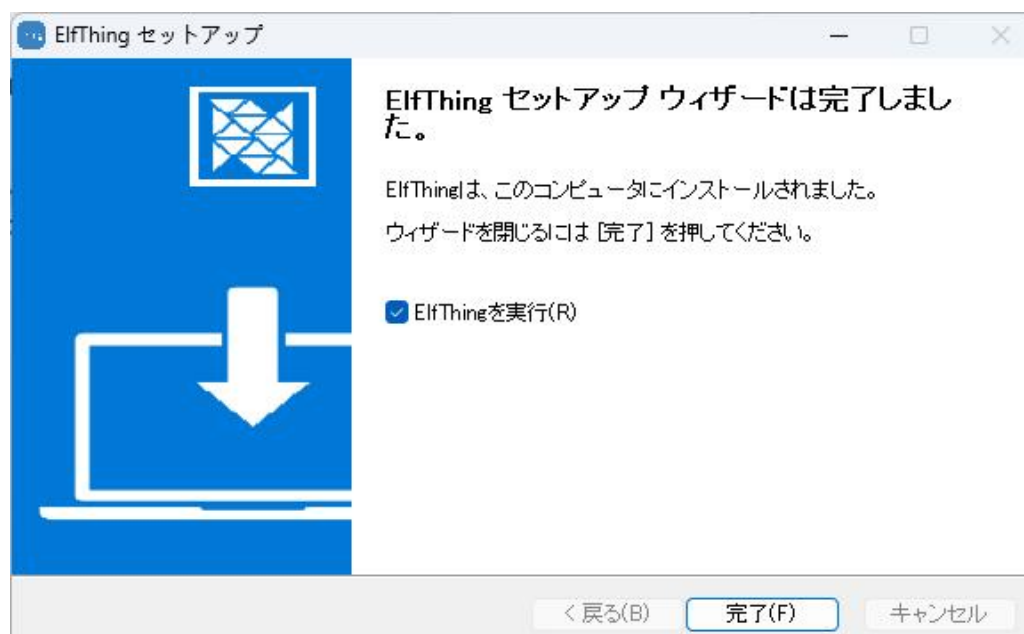 ElfThing セットアップ
ElfThing セットアップ ウィザードは完了しまし
た。
ElfThingは、このコンピュータにインストールされました。
ウィザードを閉じるには [完了] を押してください。
ElfThingを実行(R)
< 戻る(B)
完了(F)
キャンセル